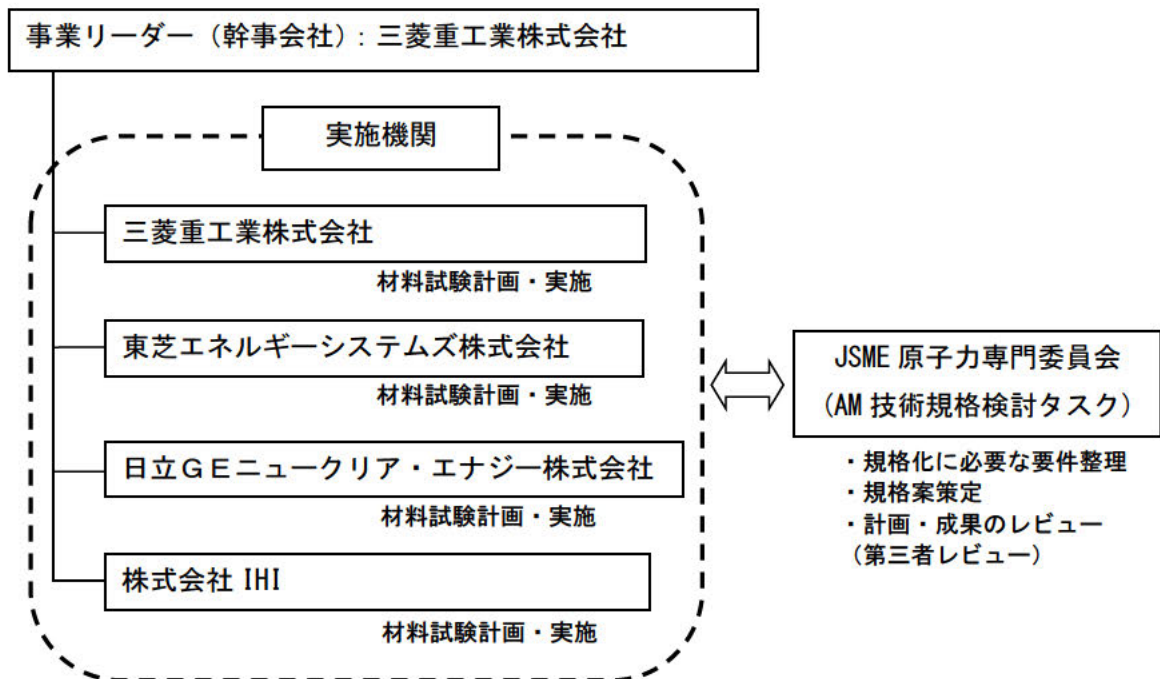 事業リーダー（幹事会社）：三菱重工業株式会社
実施機関
三菱重工業株式会社
材料試験計画・実施
東芝エネルギーシステムズ株式会社
材料試験計画・実施
日立ＧＥニュークリア・エナジー株式会社
材料試験計画・実施
株式会社 IHI
材料試験計画・実施
JSME 原子力専門委員会
（AM 技術規格検討タスク）
・規格化に必要な要件整理
・規格案策定
・計画・成果のレビュー
（第三者レビュー）